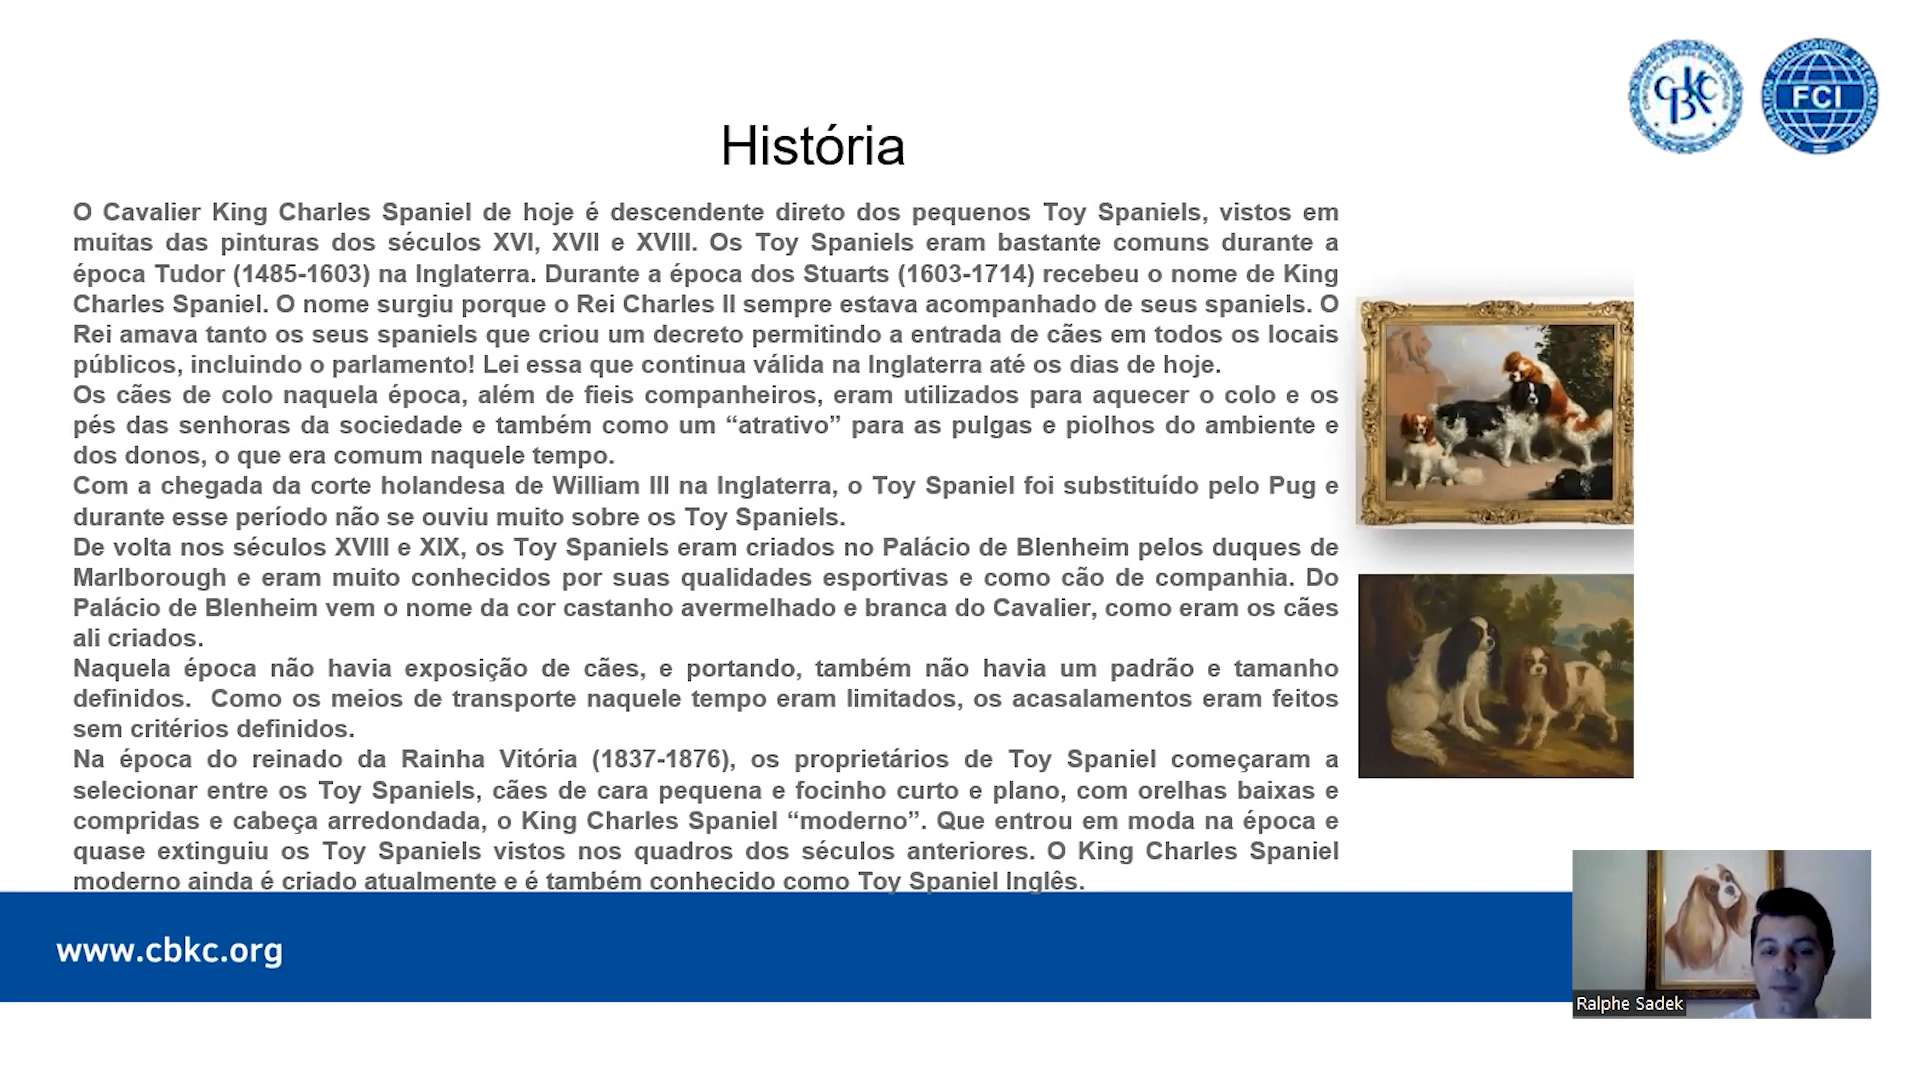 CBKC
FEDERATION CYNOLOGIQUE INTERNATIONALE
FCI
História
O Cavalier King Charles Spaniel de hoje é descendente direto dos pequenos Toy Spaniels, vistos em
muitas das pinturas dos séculos XVI, XVII e XVIII. Os Toy Spaniels eram bastante comuns durante a
época Tudor (1485-1603) na Inglaterra. Durante a época dos Stuarts (1603-1714) recebeu o nome de King
Charles Spaniel. O nome surgiu porque o Rei Charles II sempre estava acompanhado de seus spaniels. O
Rei amava tanto os seus spaniels que criou um decreto permitindo a entrada de cães em todos os locais
públicos, incluindo o parlamento! Lei essa que continua válida na Inglaterra até os dias de hoje.
Os cães de colo naquela época, além de fieis companheiros, eram utilizados para aquecer o colo e os
pés das senhoras da sociedade e também como um “atrativo” para as pulgas e piolhos do ambiente e
dos donos, o que era comum naquele tempo.
Com a chegada da corte holandesa de William III na Inglaterra, o Toy Spaniel foi substituído pelo Pug e
durante esse período não se ouviu muito sobre os Toy Spaniels.
De volta nos séculos XVIII e XIX, os Toy Spaniels eram criados no Palácio de Blenheim pelos duques de
Marlborough e eram muito conhecidos por suas qualidades esportivas e como cão de companhia. Do
Palácio de Blenheim vem o nome da cor castanho avermelhado e branca do Cavalier, como eram os cães
ali criados.
Naquela época não havia exposição de cães, e portando, também não havia um padrão e tamanho
definidos.  Como os meios de transporte naquele tempo eram limitados, os acasalamentos eram feitos
sem critérios definidos.
Na época do reinado da Rainha Vitória (1837-1876), os proprietários de Toy Spaniel começaram a
selecionar entre os Toy Spaniels, cães de cara pequena e focinho curto e plano, com orelhas baixas e
compridas e cabeça arredondada, o King Charles Spaniel “moderno”. Que entrou em moda na época e
quase extinguiu os Toy Spaniels vistos nos quadros dos séculos anteriores. O King Charles Spaniel
moderno ainda é criado atualmente e é também conhecido como Toy Spaniel Inglês.
www.cbkc.org
Ralphe Sadek